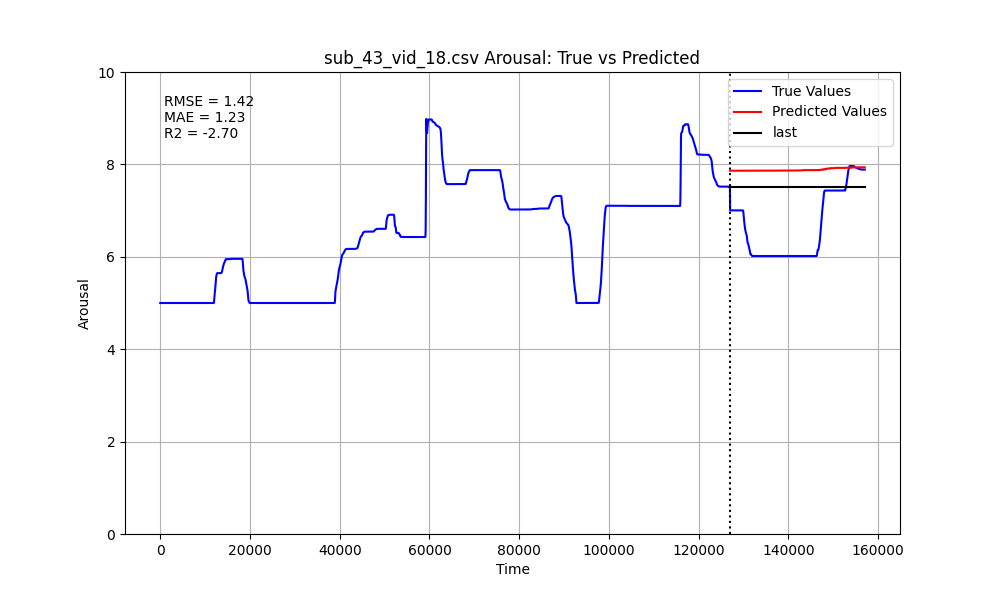 sub_43_vid_18.csv Arousal: True vs Predicted
RMSE = 1.42
MAE = 1.23
R2 = -2.70
True Values
Predicted Values
last
10
8
6
4
2
0
Arousal
0 20000 40000 60000 80000 100000 120000 140000 160000
Time